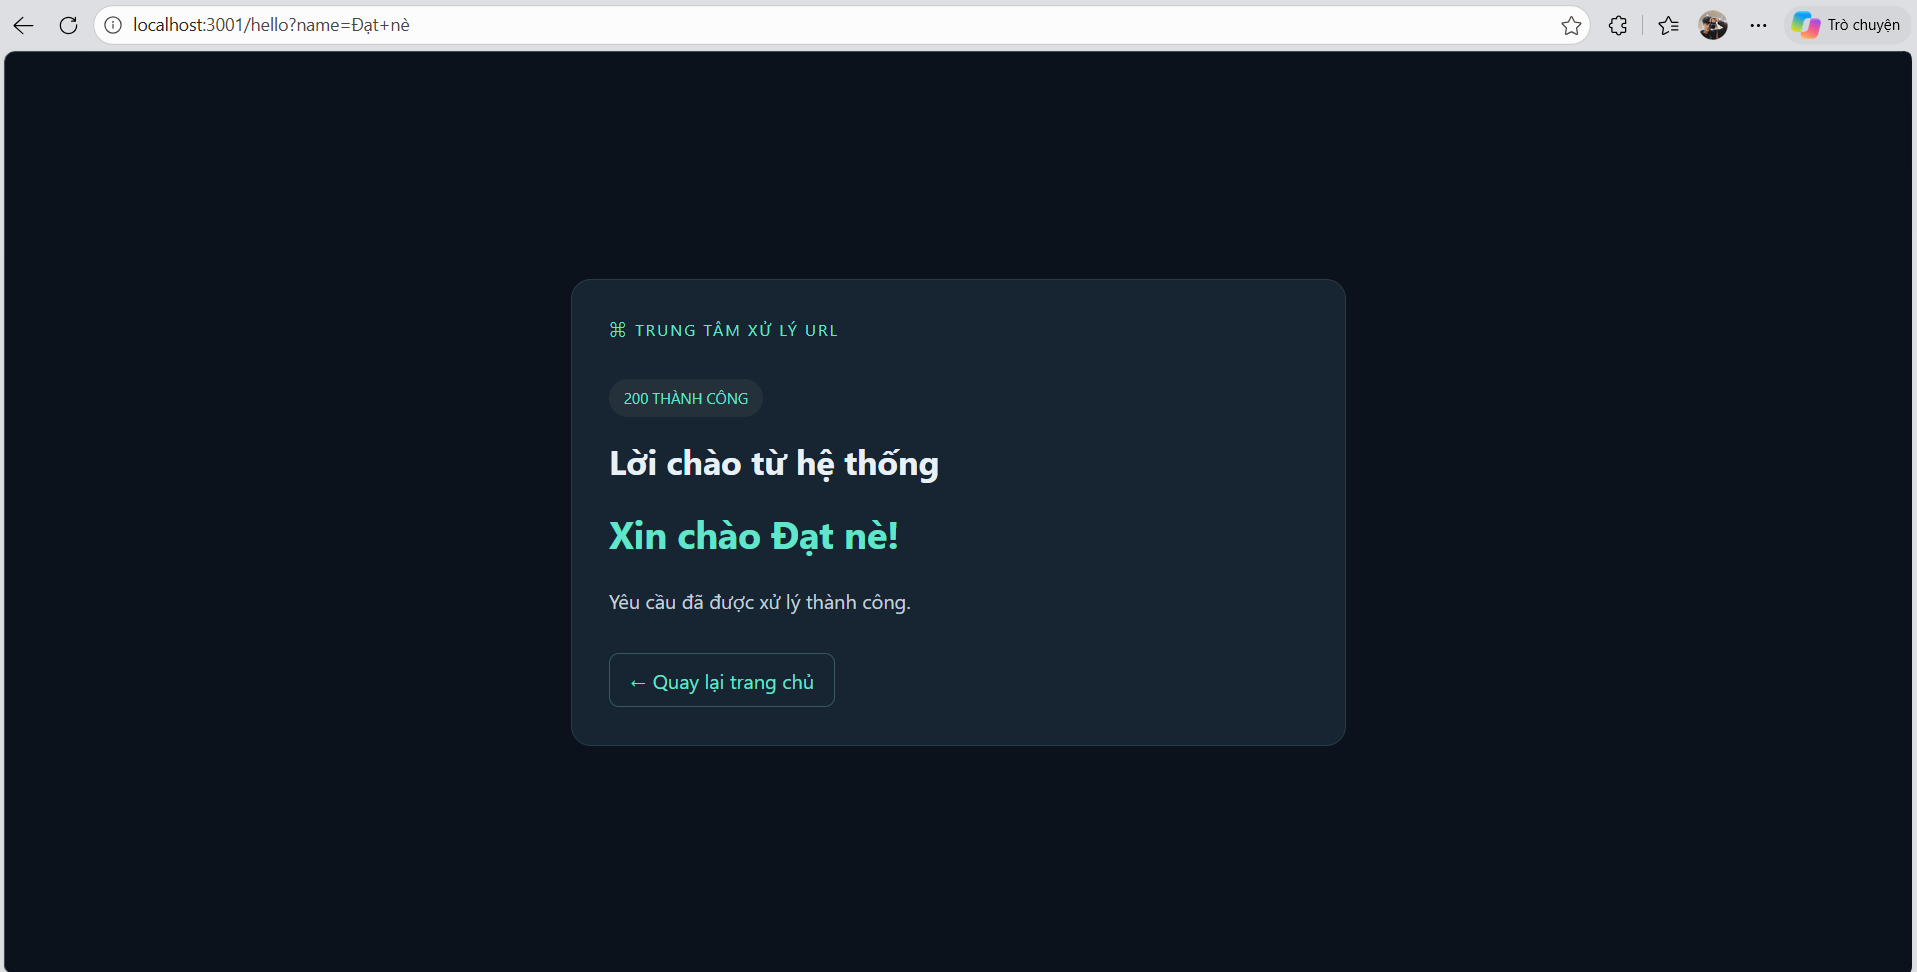 localhost:3001/hello?name=Đạt+nè
Trò chuyện
⌘ TRUNG TÂM XỬ LÝ URL
200 THÀNH CÔNG
Lời chào từ hệ thống
Xin chào Đạt nè!
Yêu cầu đã được xử lý thành công.
← Quay lại trang chủ